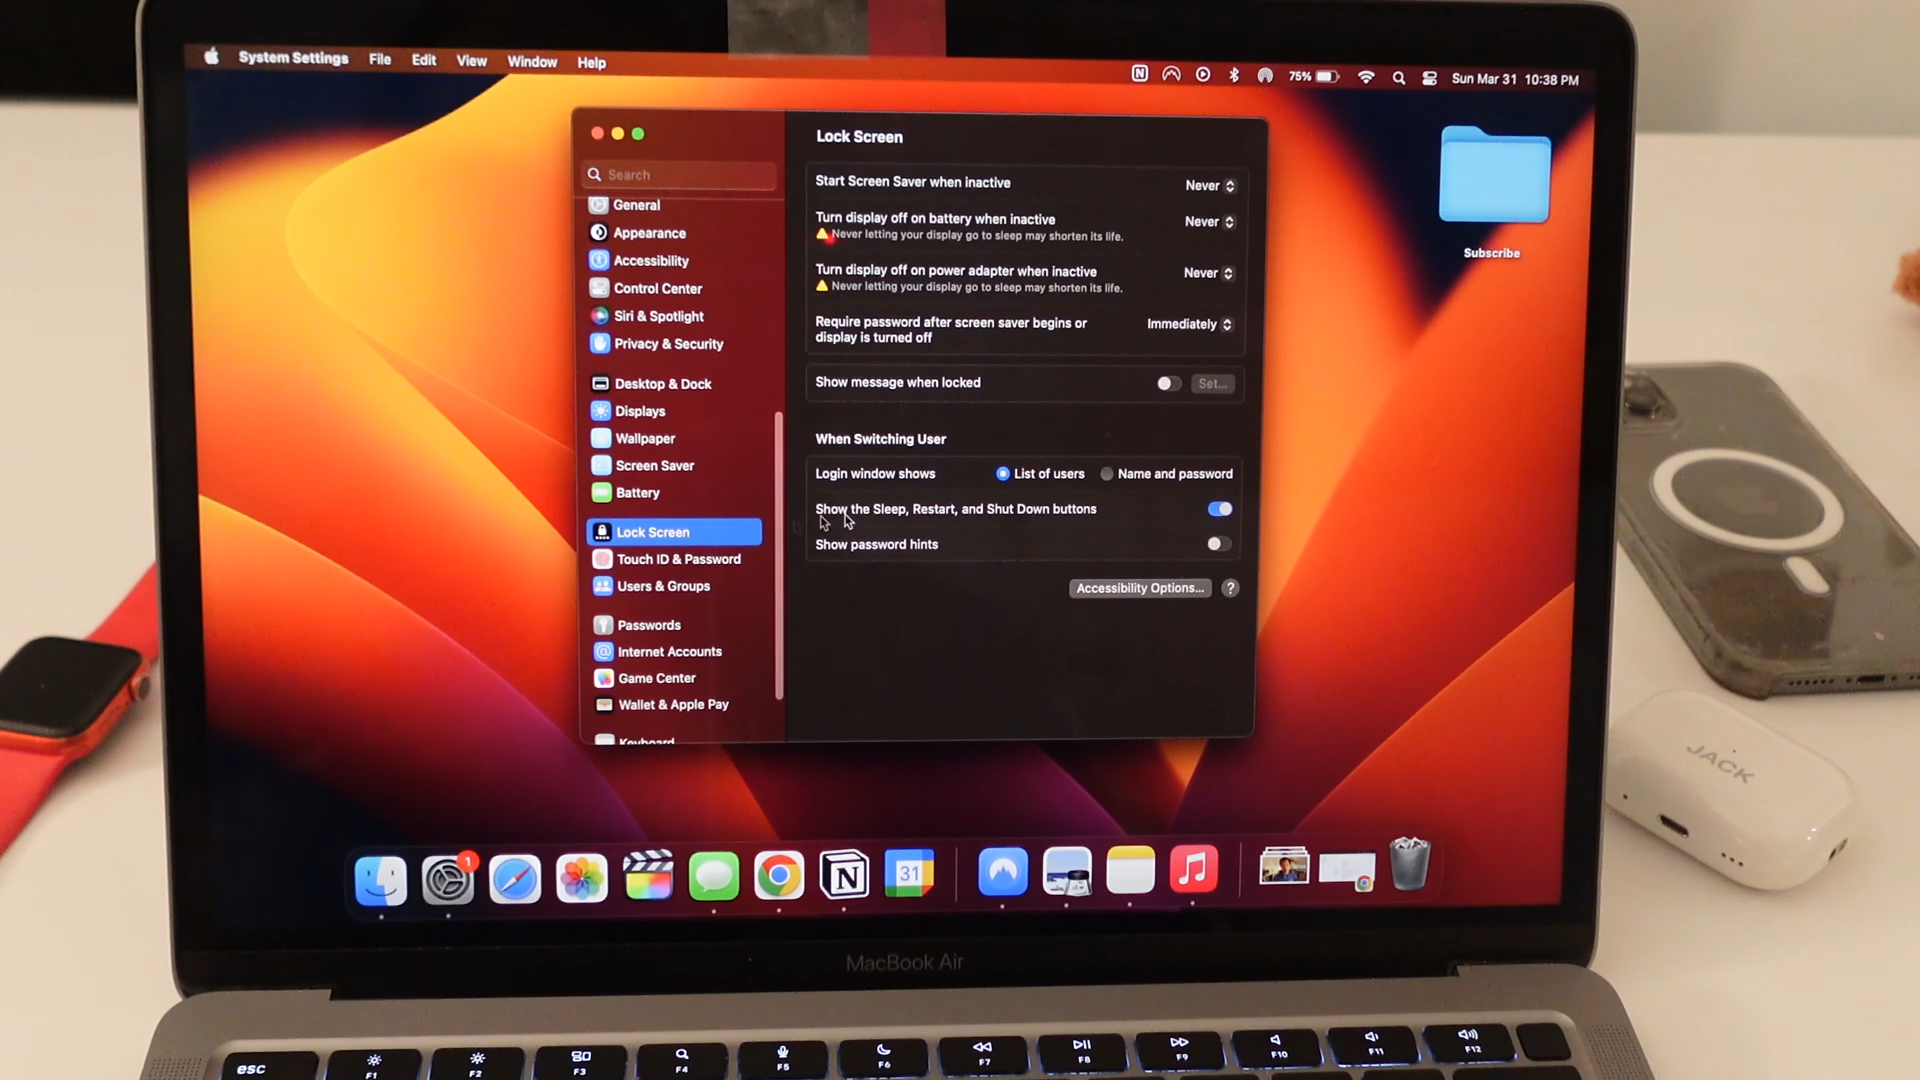 System Settings File Edit View Window Help
75% Sun Mar 31 10:38 PM
Search
General
Appearance
Accessibility
Control Center
Siri & Spotlight
Privacy & Security
Desktop & Dock
Displays
Wallpaper
Screen Saver
Battery
Lock Screen
Touch ID & Password
Users & Groups
Passwords
Internet Accounts
Game Center
Wallet & Apple Pay
Keyboard
Lock Screen
Start Screen Saver when inactive Never
Turn display off on battery when inactive Never
Never letting your display go to sleep may shorten its life.
Turn display off on power adapter when inactive Never
Never letting your display go to sleep may shorten its life.
Require password after screen saver begins or Immediately
display is turned off
Show message when locked Set...
When Switching User
Login window shows List of users Name and password
Show the Sleep, Restart, and Shut Down buttons
Show password hints
Accessibility Options... ?
Subscribe
1
N
31
JACK
MacBook Air
esc F1 F2 F3 F4 F5 F6 F7 F8 F9 F10 F11 F12